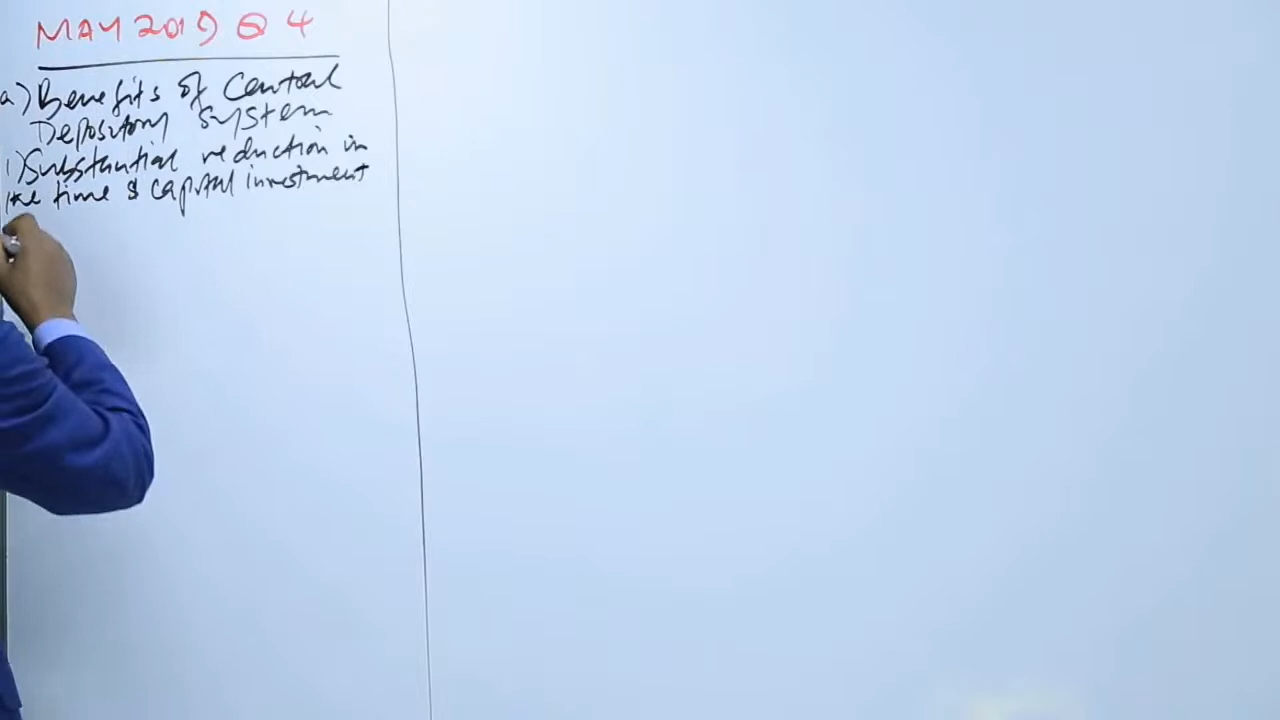 MAY 2019 Q 4
a) Benefits of Central
Depository system
1) Substantial reduction in
the time & capital investment